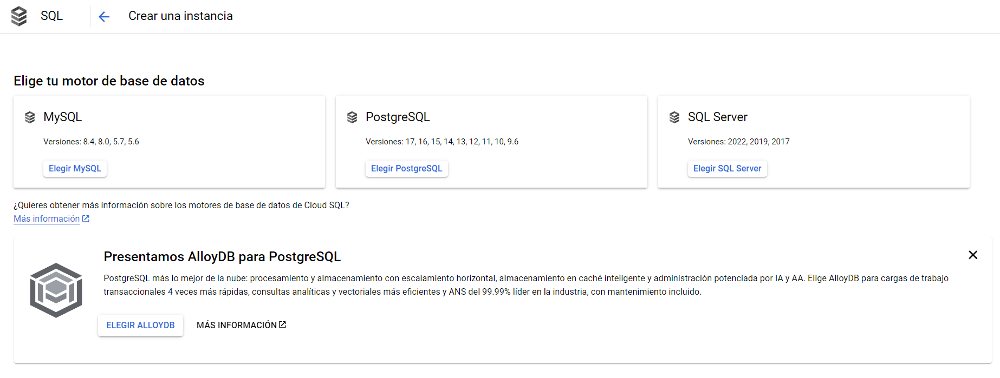 SQL
Crear una instancia
Elige tu motor de base de datos
MySQL
Versiones: 8.4, 8.0, 5.7, 5.6
Elegir MySQL
PostgreSQL
Versiones: 17, 16, 15, 14, 13, 12, 11, 10, 9.6
Elegir PostgreSQL
SQL Server
Versiones: 2022, 2019, 2017
Elegir SQL Server
¿Quieres obtener más información sobre los motores de base de datos de Cloud SQL?
Más información
Presentamos AlloyDB para PostgreSQL
PostgreSQL más lo mejor de la nube: procesamiento y almacenamiento con escalamiento horizontal, almacenamiento en caché inteligente y administración potenciada por IA y AA. Elige AlloyDB para cargas de trabajo
transaccionales 4 veces más rápidas, consultas analíticas y vectoriales más eficientes y ANS del 99.99% líder en la industria, con mantenimiento incluido.
ELEGIR ALLOYDB
MÁS INFORMACIÓN